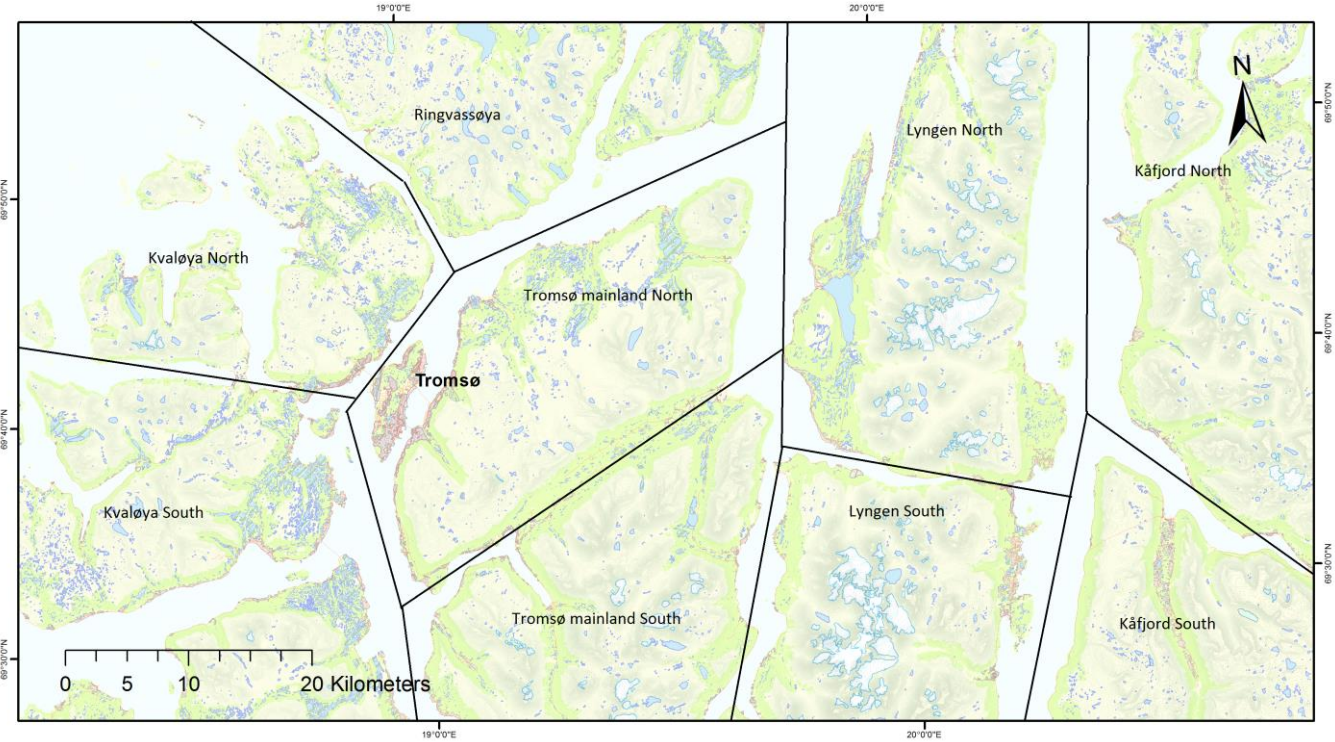 19°0'0"E
20°0'0"E
N
69°50'0"N
Ringvassøya
Lyngen North
Kåfjord North
69°50'0"N
Kvaløya North
Tromsø mainland North
69°40'0"N
Tromsø
69°40'0"N
Kvaløya South
Lyngen South
69°30'0"N
Tromsø mainland South
Kåfjord South
69°30'0"N
0 5 10 20 Kilometers
19°0'0"E
20°0'0"E